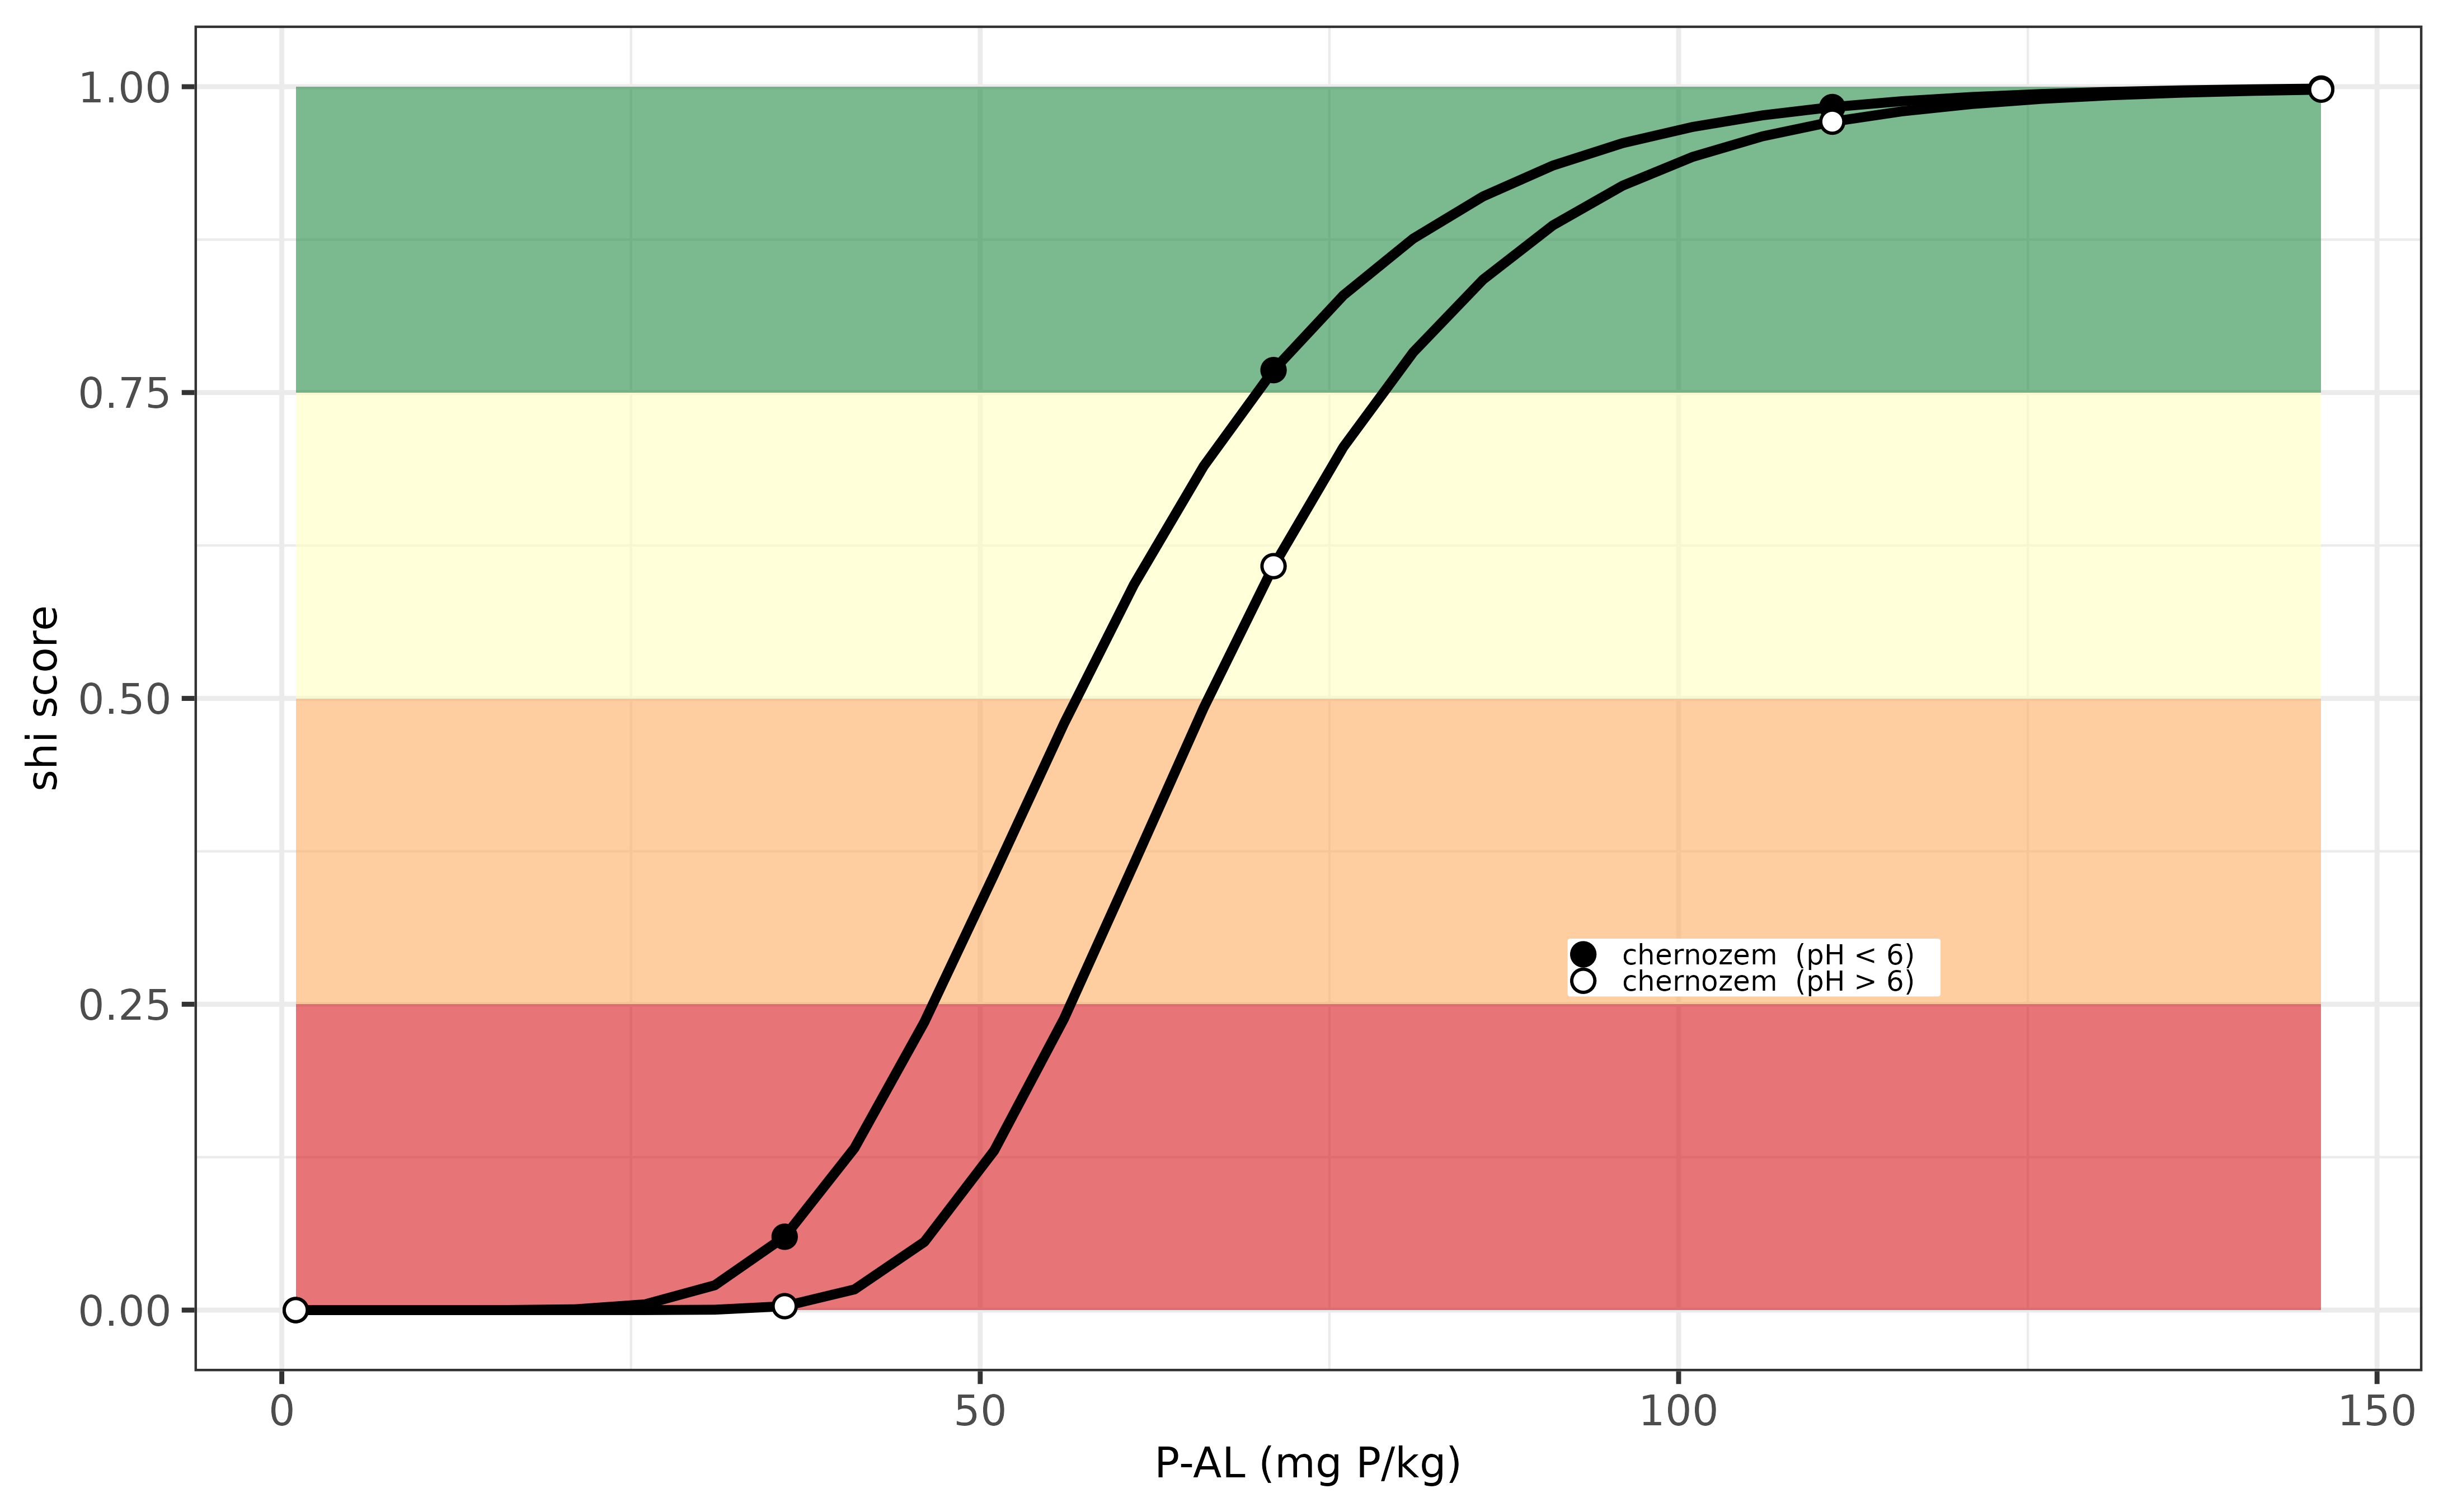 1.00
0.75
0.50
0.25
0.00
shi score
chernozem  (pH < 6)
chernozem  (pH > 6)
0 50 100 150
P-AL (mg P/kg)